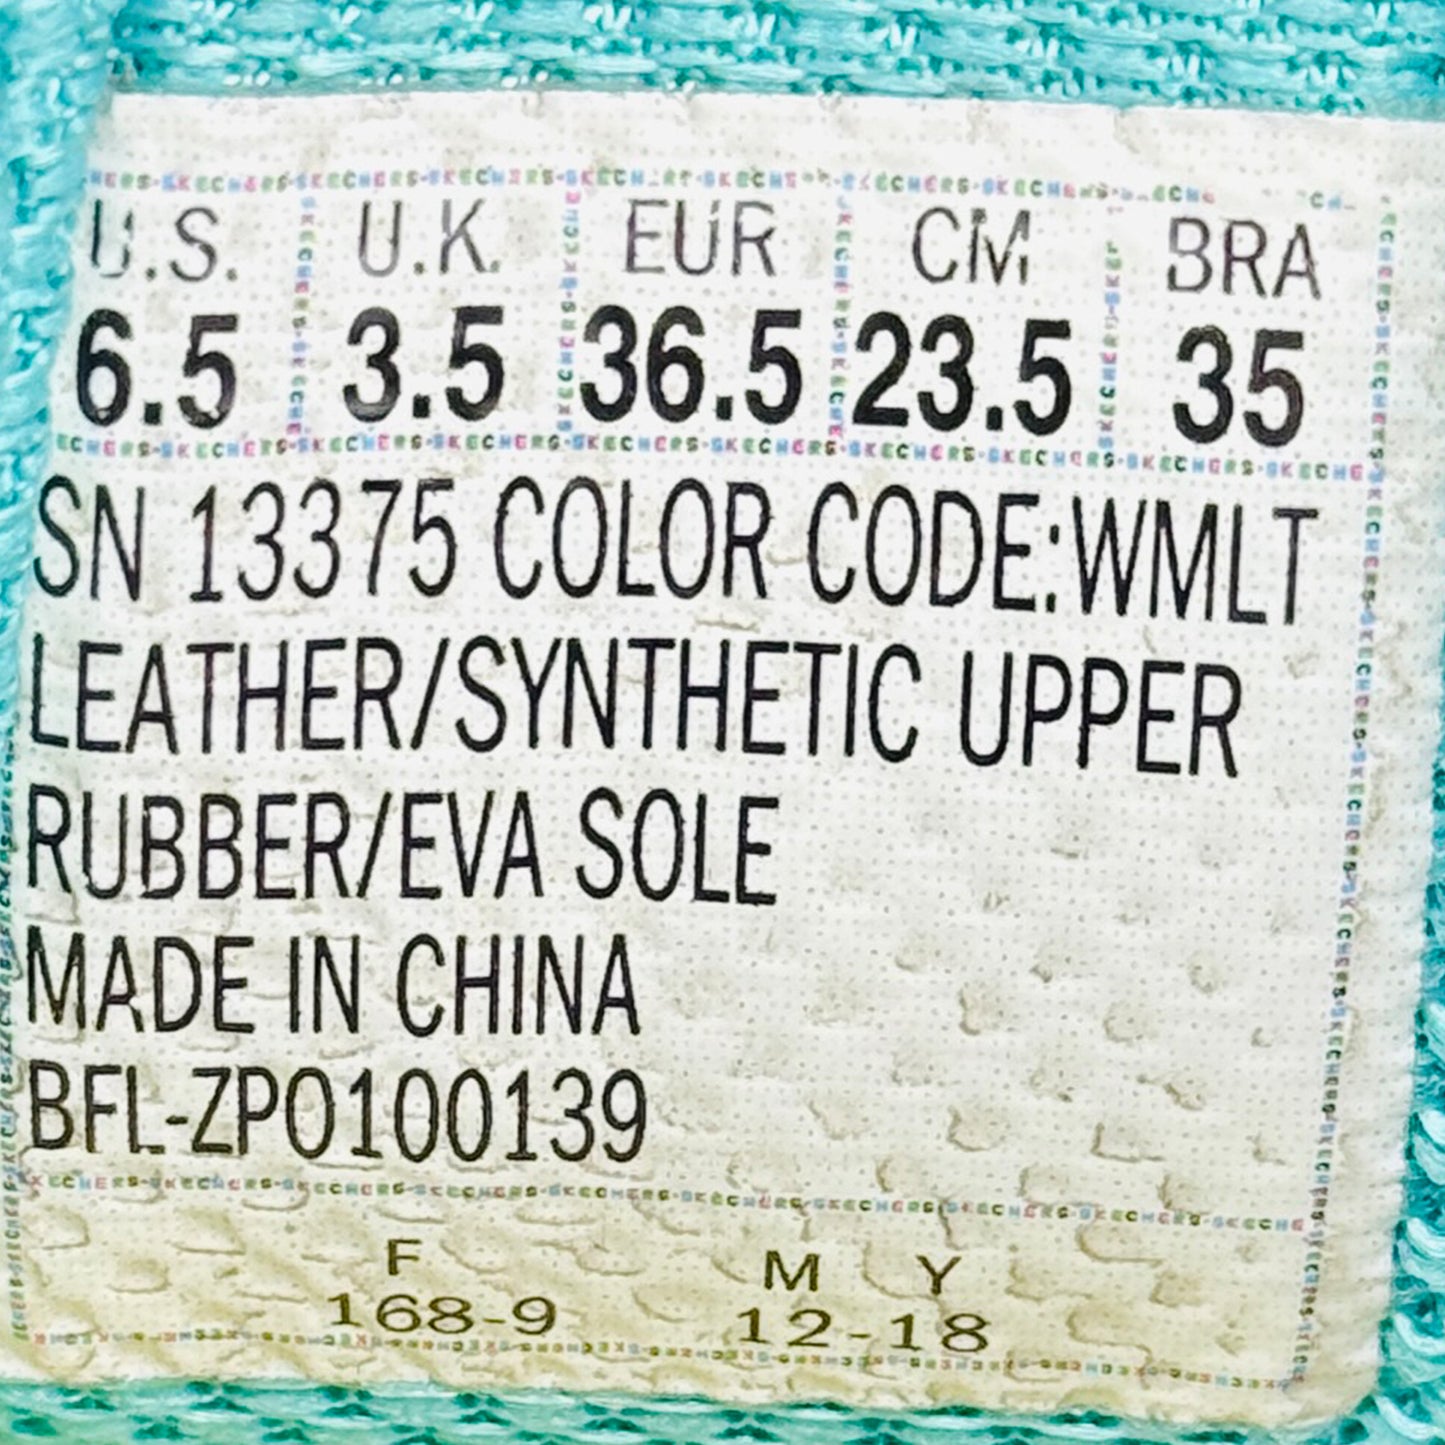 U.S. U.K. EUR CM BRA
6.5 3.5 36.5 23.5 35
SN 13375 COLOR CODE:WMLT
LEATHER/SYNTHETIC UPPER
RUBBER/EVA SOLE
MADE IN CHINA
BFL-ZP0100139
F M Y
168-9 12-18